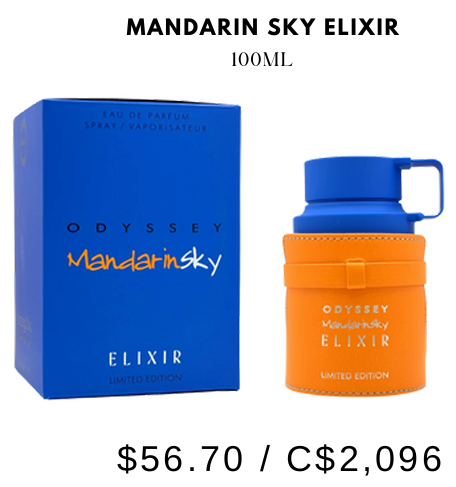 MANDARIN SKY ELIXIR
100ML
EAU DE PARFUM
SPRAY / VAPORISATEUR
ODYSSEY
Mandarinsky
ELIXIR
LIMITED EDITION
ODYSSEY
Mandarinsky
ELIXIR
LIMITED EDITION
$56.70 / C$2,096